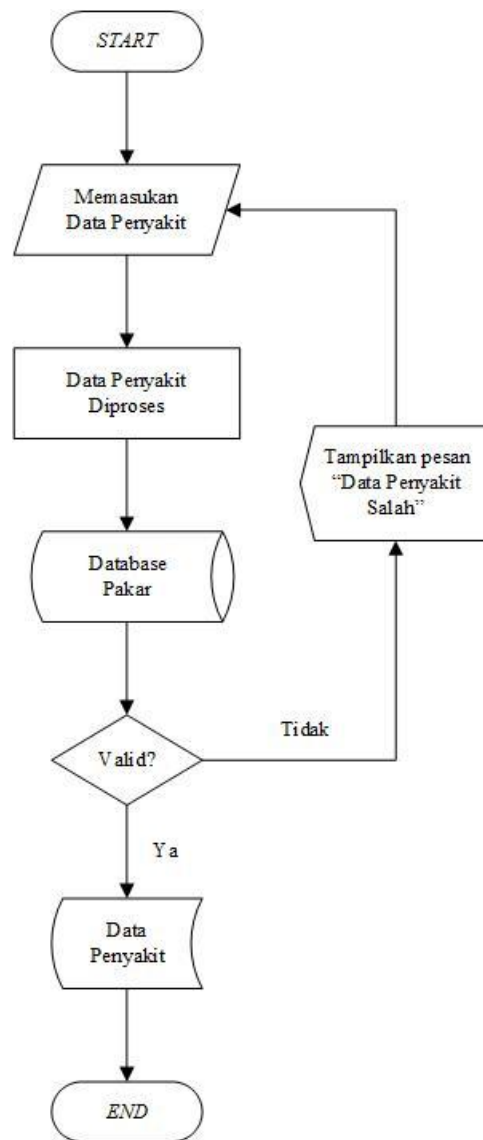 START
Memasukan
Data Penyakit
Data Penyakit
Diproses
Tampilkan pesan
“Data Penyakit
Salah”
Database
Pakar
Valid?
Tidak
Ya
Data
Penyakit
END